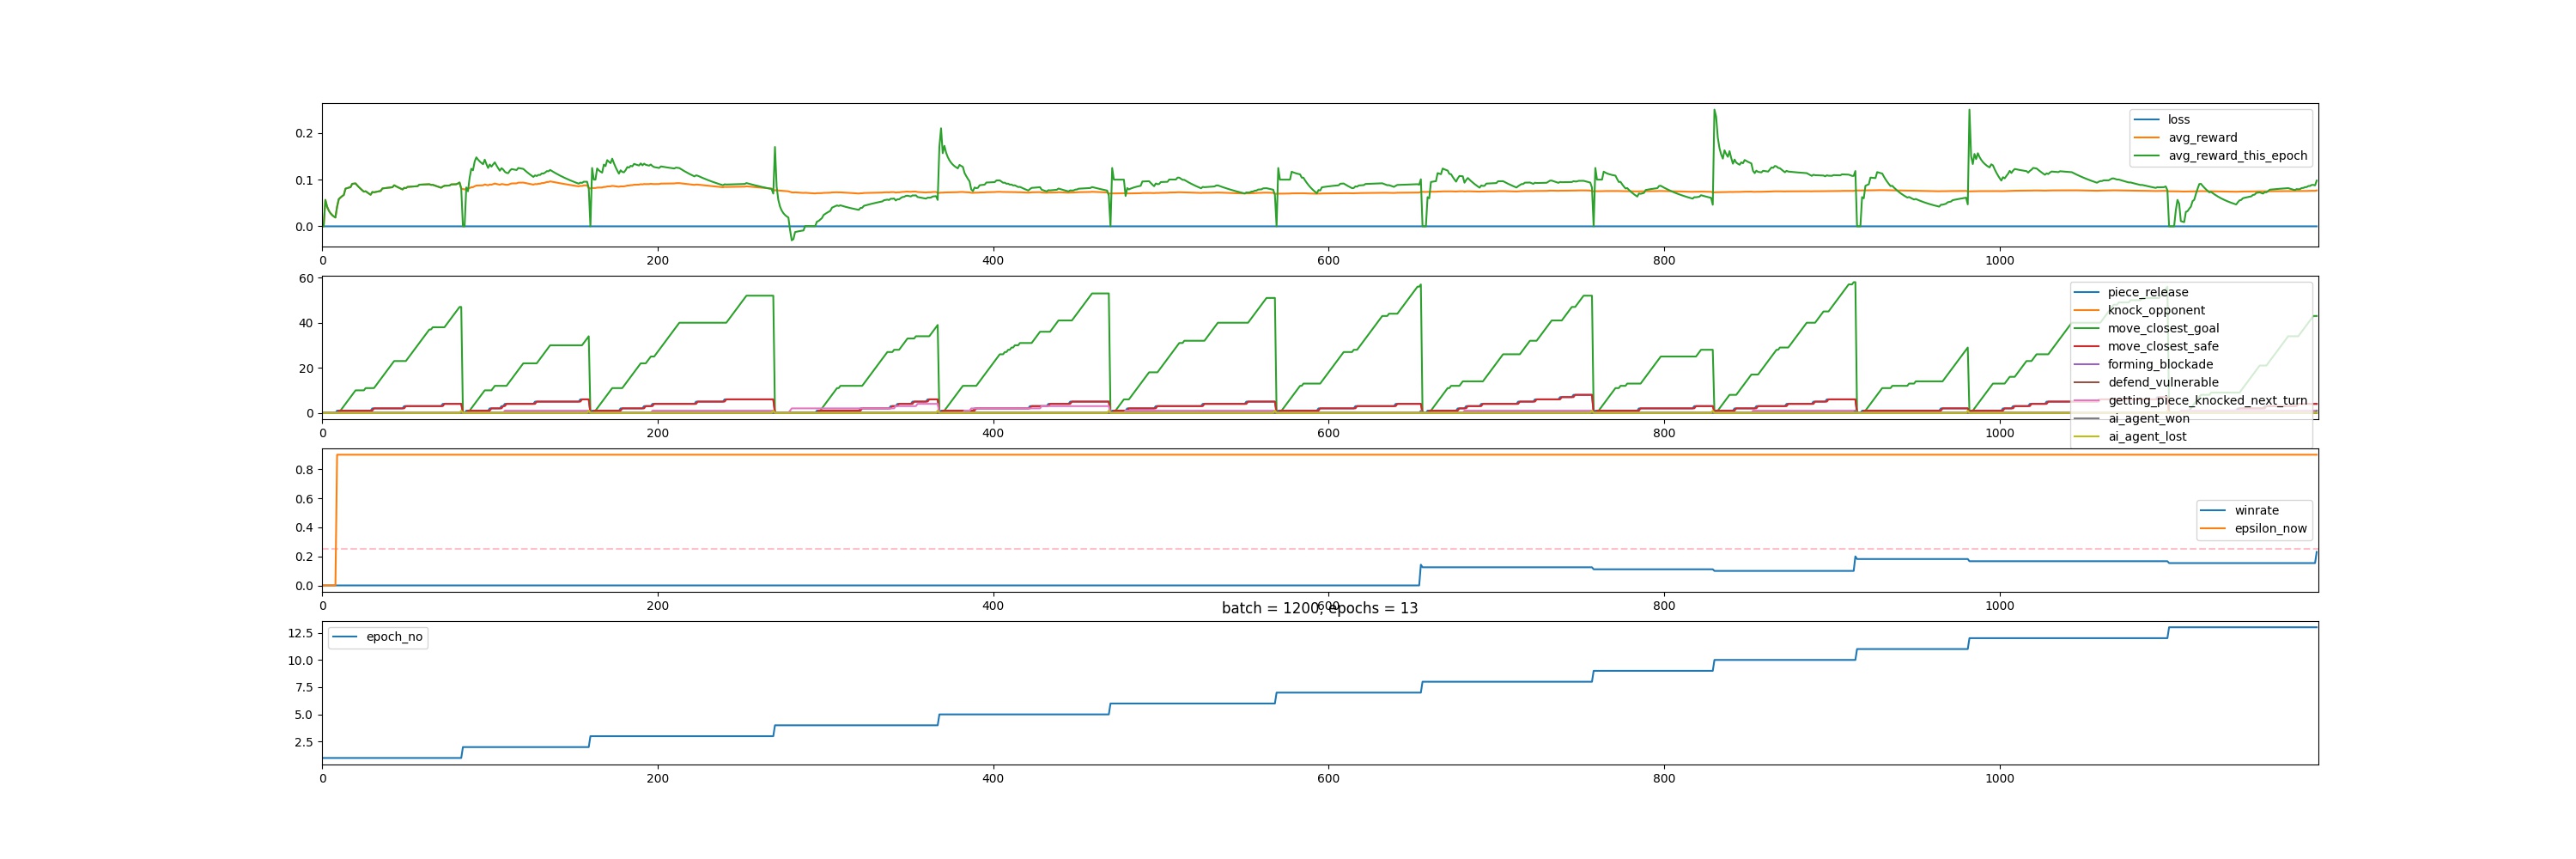 0.2
0.1
0.0
loss
avg_reward
avg_reward_this_epoch
0 200 400 600 800 1000
60
40
20
0
piece_release
knock_opponent
move_closest_goal
move_closest_safe
forming_blockade
defend_vulnerable
getting_piece_knocked_next_turn
ai_agent_won
ai_agent_lost
0 200 400 600 800 1000
0.8
0.6
0.4
0.2
0.0
winrate
epsilon_now
0 200 400 600 800 1000
batch = 1200, epochs = 13
12.5
10.0
7.5
5.0
2.5
epoch_no
0 200 400 600 800 1000